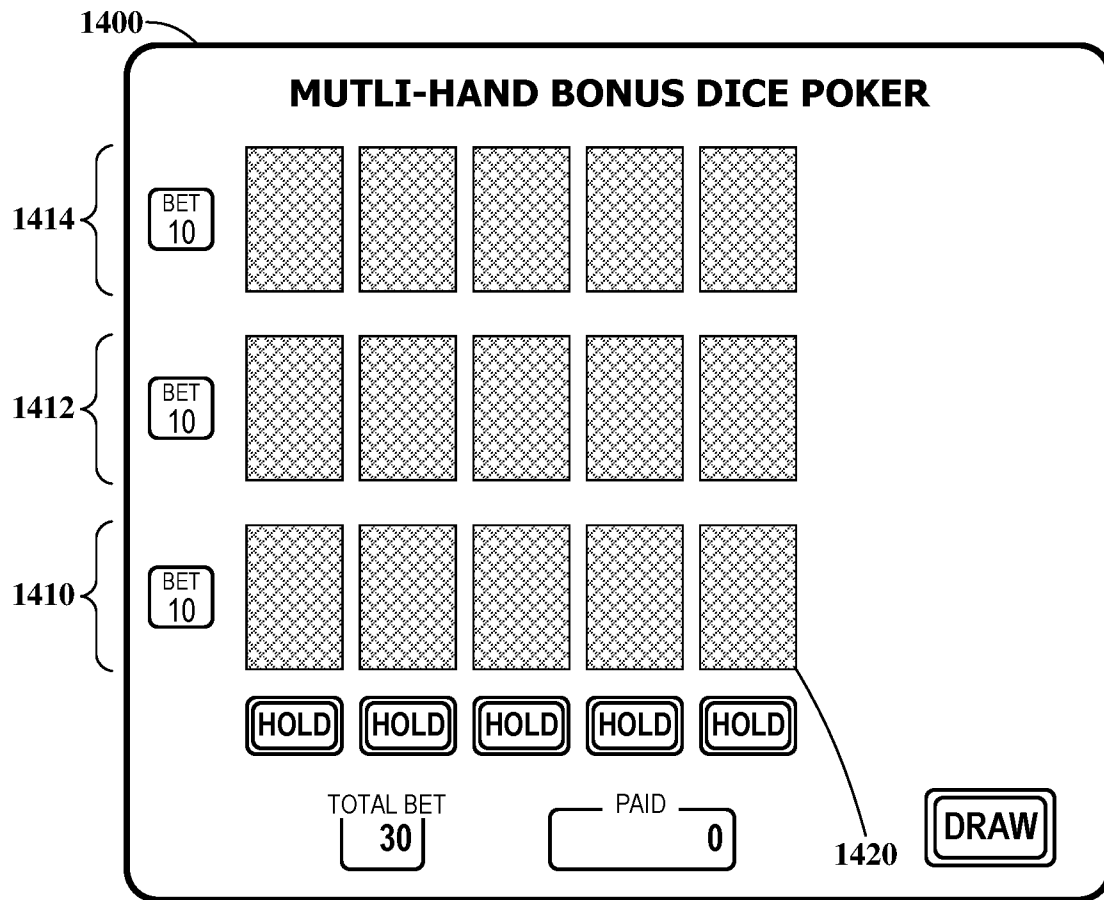 1400
MUTLI-HAND BONUS DICE POKER
1414
BET
10
1412
BET
10
1410
BET
10
HOLD HOLD HOLD HOLD HOLD
TOTAL BET
30
PAID
0
1420
DRAW